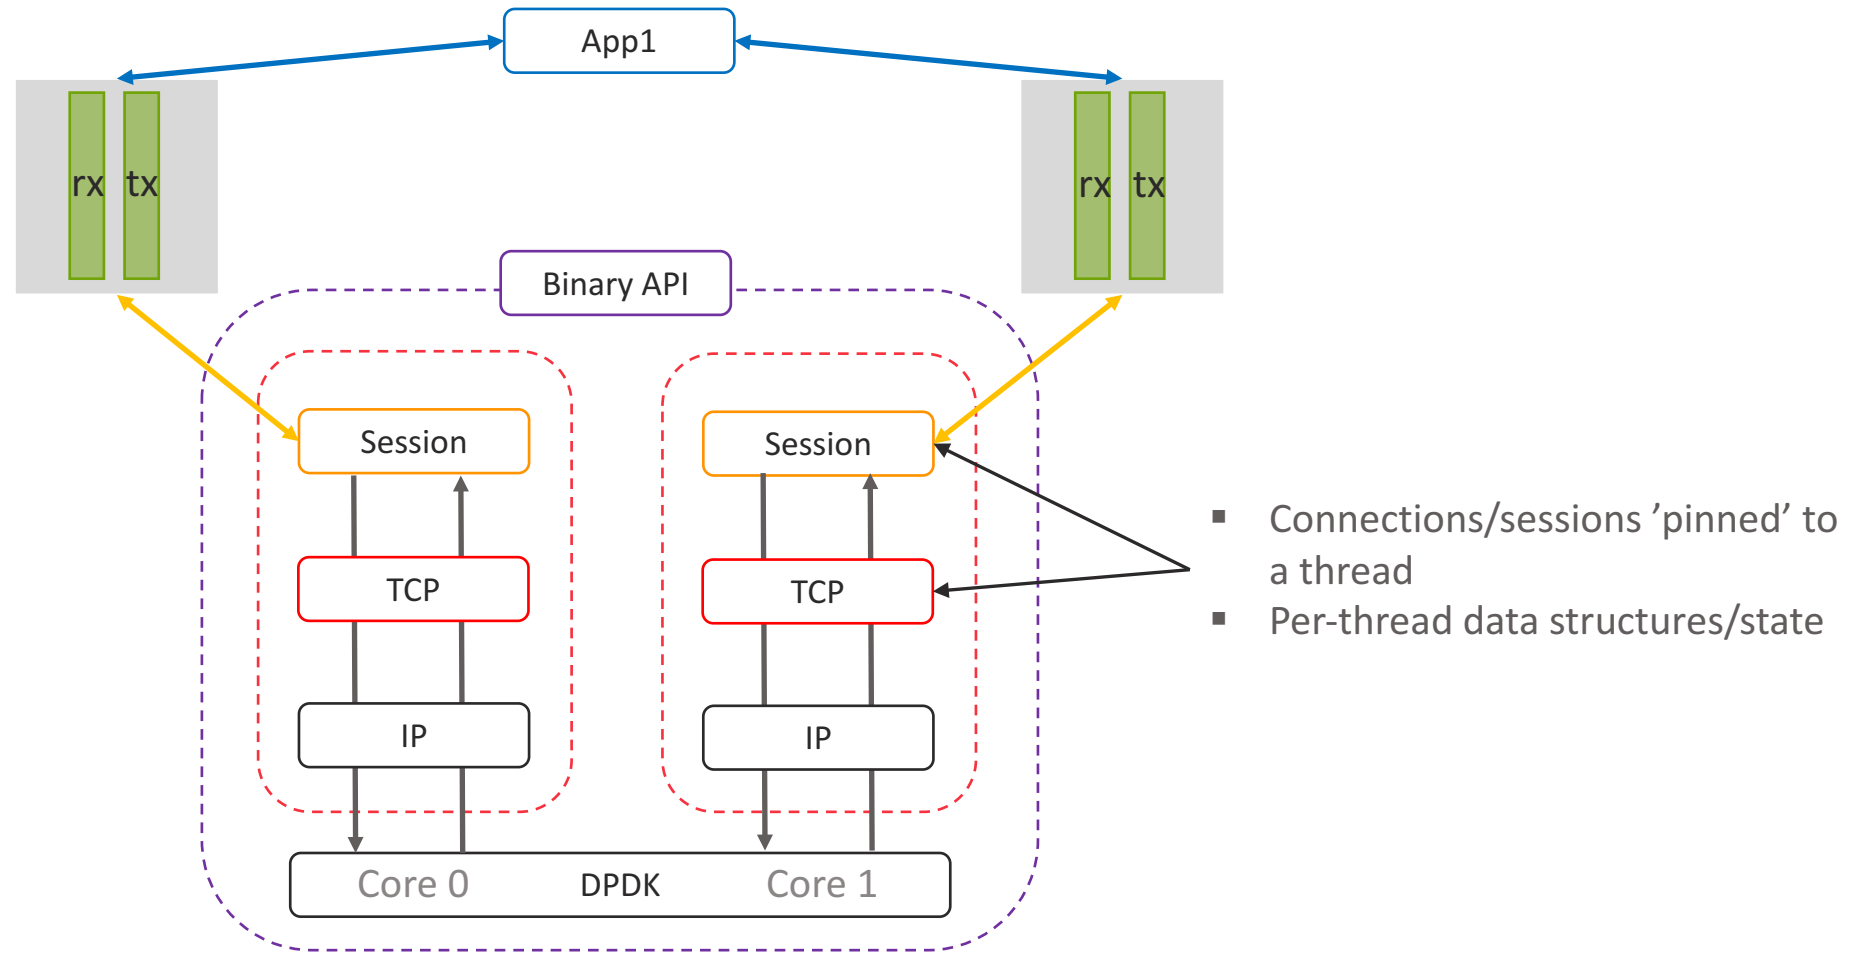 App1
rx tx
rx tx
Binary API
Session
Session
TCP
TCP
IP
IP
Core 0 DPDK Core 1
▪ Connections/sessions ’pinned’ to
a thread
▪ Per-thread data structures/state